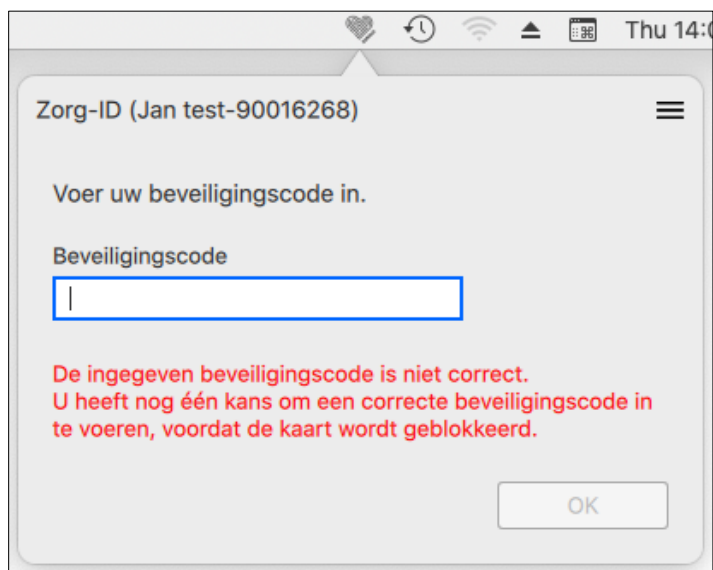 Thu 14:0
Zorg-ID (Jan test-90016268)
Voer uw beveiligingscode in.
Beveiligingscode
De ingegeven beveiligingscode is niet correct.
U heeft nog één kans om een correcte beveiligingscode in
te voeren, voordat de kaart wordt geblokkeerd.
OK